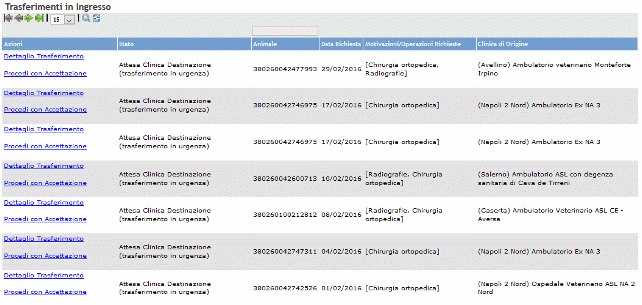 Trasferimenti in Ingresso
15
Azioni Stato Animale Data Richiesta Motivazioni/Operazioni Richieste Clinica di Origine
Dettaglio Trasferimento
Procedi con Accettazione
Attesa Clinica Destinazione
(trasferimento in urgenza)
380260042477993 29/02/2016
[Chirurgia ortopedica,
Radiografie]
(Avellino) Ambulatorio veterinario Monteforte
Irpino
Dettaglio Trasferimento
Procedi con Accettazione
Attesa Clinica Destinazione
(trasferimento in urgenza)
380260042746975 17/02/2016 [Chirurgia ortopedica] (Napoli 2 Nord) Ambulatorio Ex NA 3
Dettaglio Trasferimento
Procedi con Accettazione
Attesa Clinica Destinazione
(trasferimento in urgenza)
380260042746975 17/02/2016 [Chirurgia ortopedica] (Napoli 2 Nord) Ambulatorio Ex NA 3
Dettaglio Trasferimento
Procedi con Accettazione
Attesa Clinica Destinazione
(trasferimento in urgenza)
380260042600713 10/02/2016
[Radiografie, Chirurgia
ortopedica]
(Salerno) Ambulatorio ASL con degenza
sanitaria di Cava de Tirreni
Dettaglio Trasferimento
Procedi con Accettazione
Attesa Clinica Destinazione
(trasferimento in urgenza)
380260100212812 08/02/2016
[Radiografie, Chirurgia
ortopedica]
(Caserta) Ambulatorio Veterinario ASL CE -
Aversa
Dettaglio Trasferimento
Procedi con Accettazione
Attesa Clinica Destinazione
(trasferimento in urgenza)
380260042747311 04/02/2016 [Chirurgia ortopedica] (Napoli 2 Nord) Ambulatorio Ex NA 3
Dettaglio Trasferimento
Procedi con Accettazione
Attesa Clinica Destinazione
(trasferimento in urgenza)
380260042742526 01/02/2016 [Chirurgia ortopedica]
(Napoli 2 Nord) Ospedale Veterinario ASL NA 2
Nord